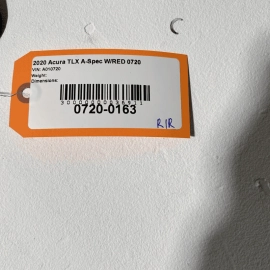 2020 Acura TLX A-Spec W/RED 0720
VIN: A010720
Weight:
Dimensions:
0720-0163
R/R